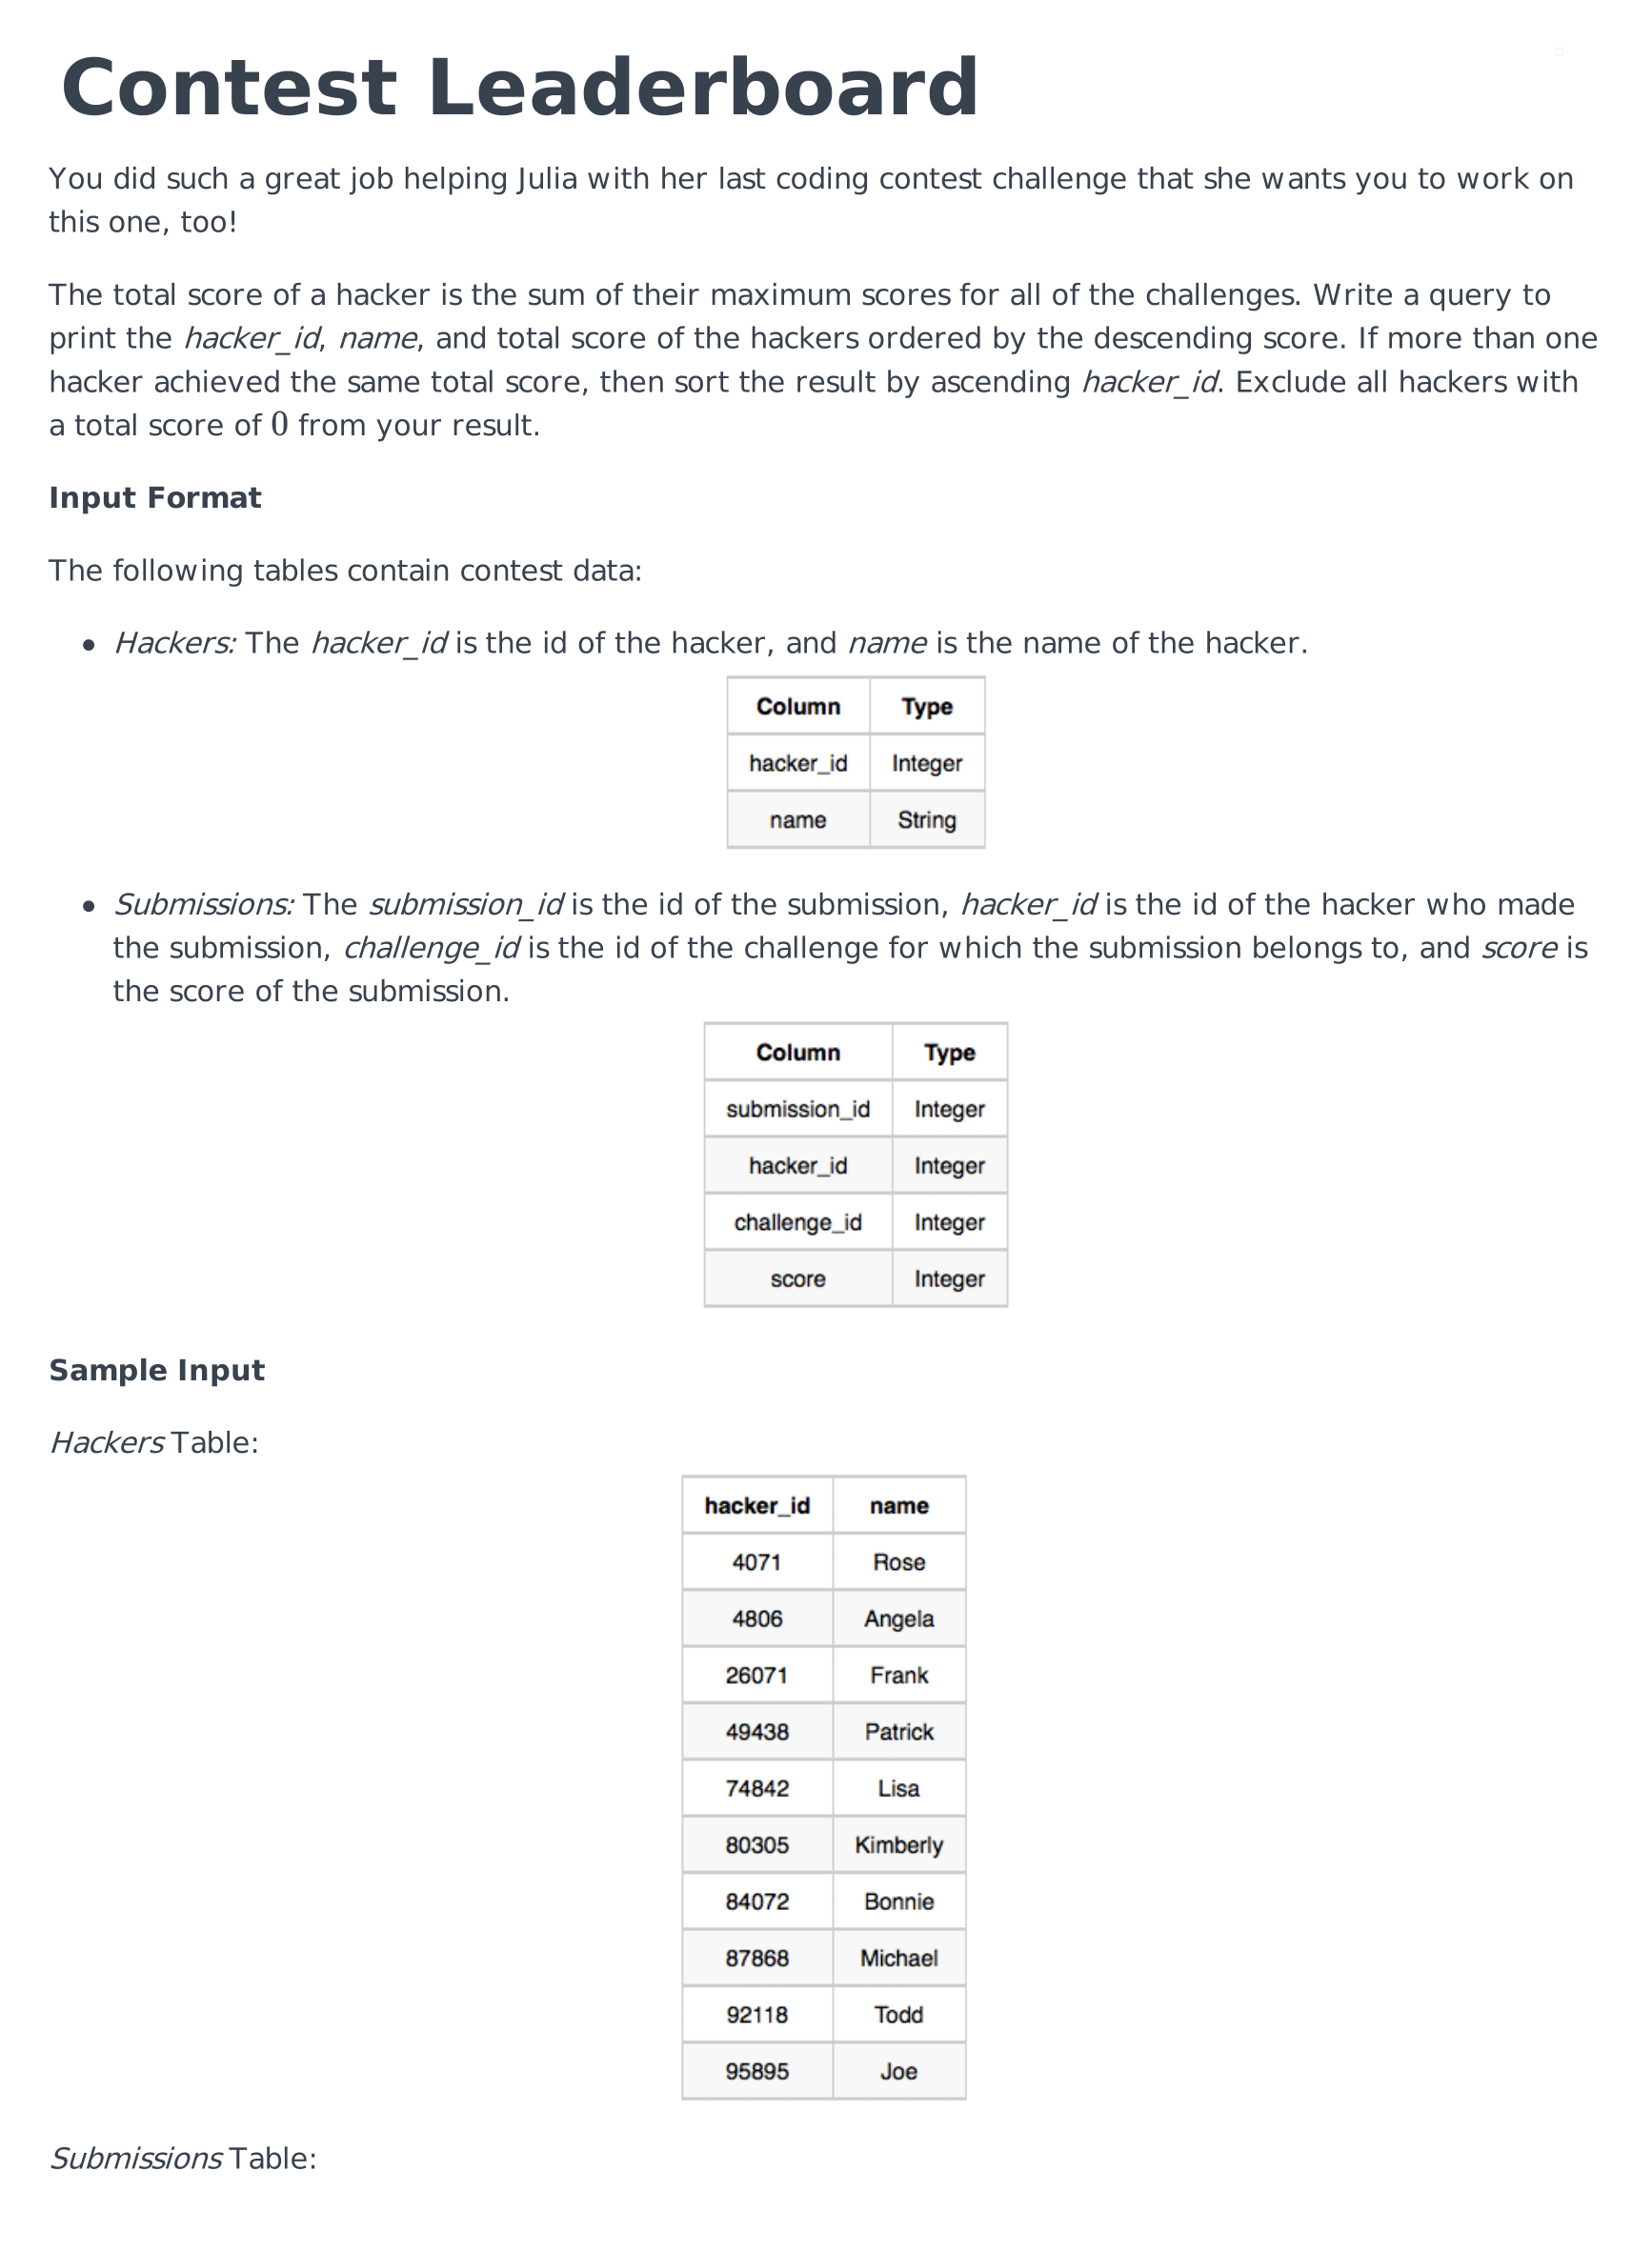 Contest Leaderboard
You did such a great job helping Julia with her last coding contest challenge that she wants you to work on
this one, too!
The total score of a hacker is the sum of their maximum scores for all of the challenges. Write a query to
print the hacker_id, name, and total score of the hackers ordered by the descending score. If more than one
hacker achieved the same total score, then sort the result by ascending hacker_id. Exclude all hackers with
a total score of 0 from your result.
Input Format
The following tables contain contest data:
• Hackers: The hacker_id is the id of the hacker, and name is the name of the hacker.
Column Type
hacker_id Integer
name String
• Submissions: The submission_id is the id of the submission, hacker_id is the id of the hacker who made
the submission, challenge_id is the id of the challenge for which the submission belongs to, and score is
the score of the submission.
Column Type
submission_id Integer
hacker_id Integer
challenge_id Integer
score Integer
Sample Input
Hackers Table:
hacker_id name
4071 Rose
4806 Angela
26071 Frank
49438 Patrick
74842 Lisa
80305 Kimberly
84072 Bonnie
87868 Michael
92118 Todd
95895 Joe
Submissions Table: